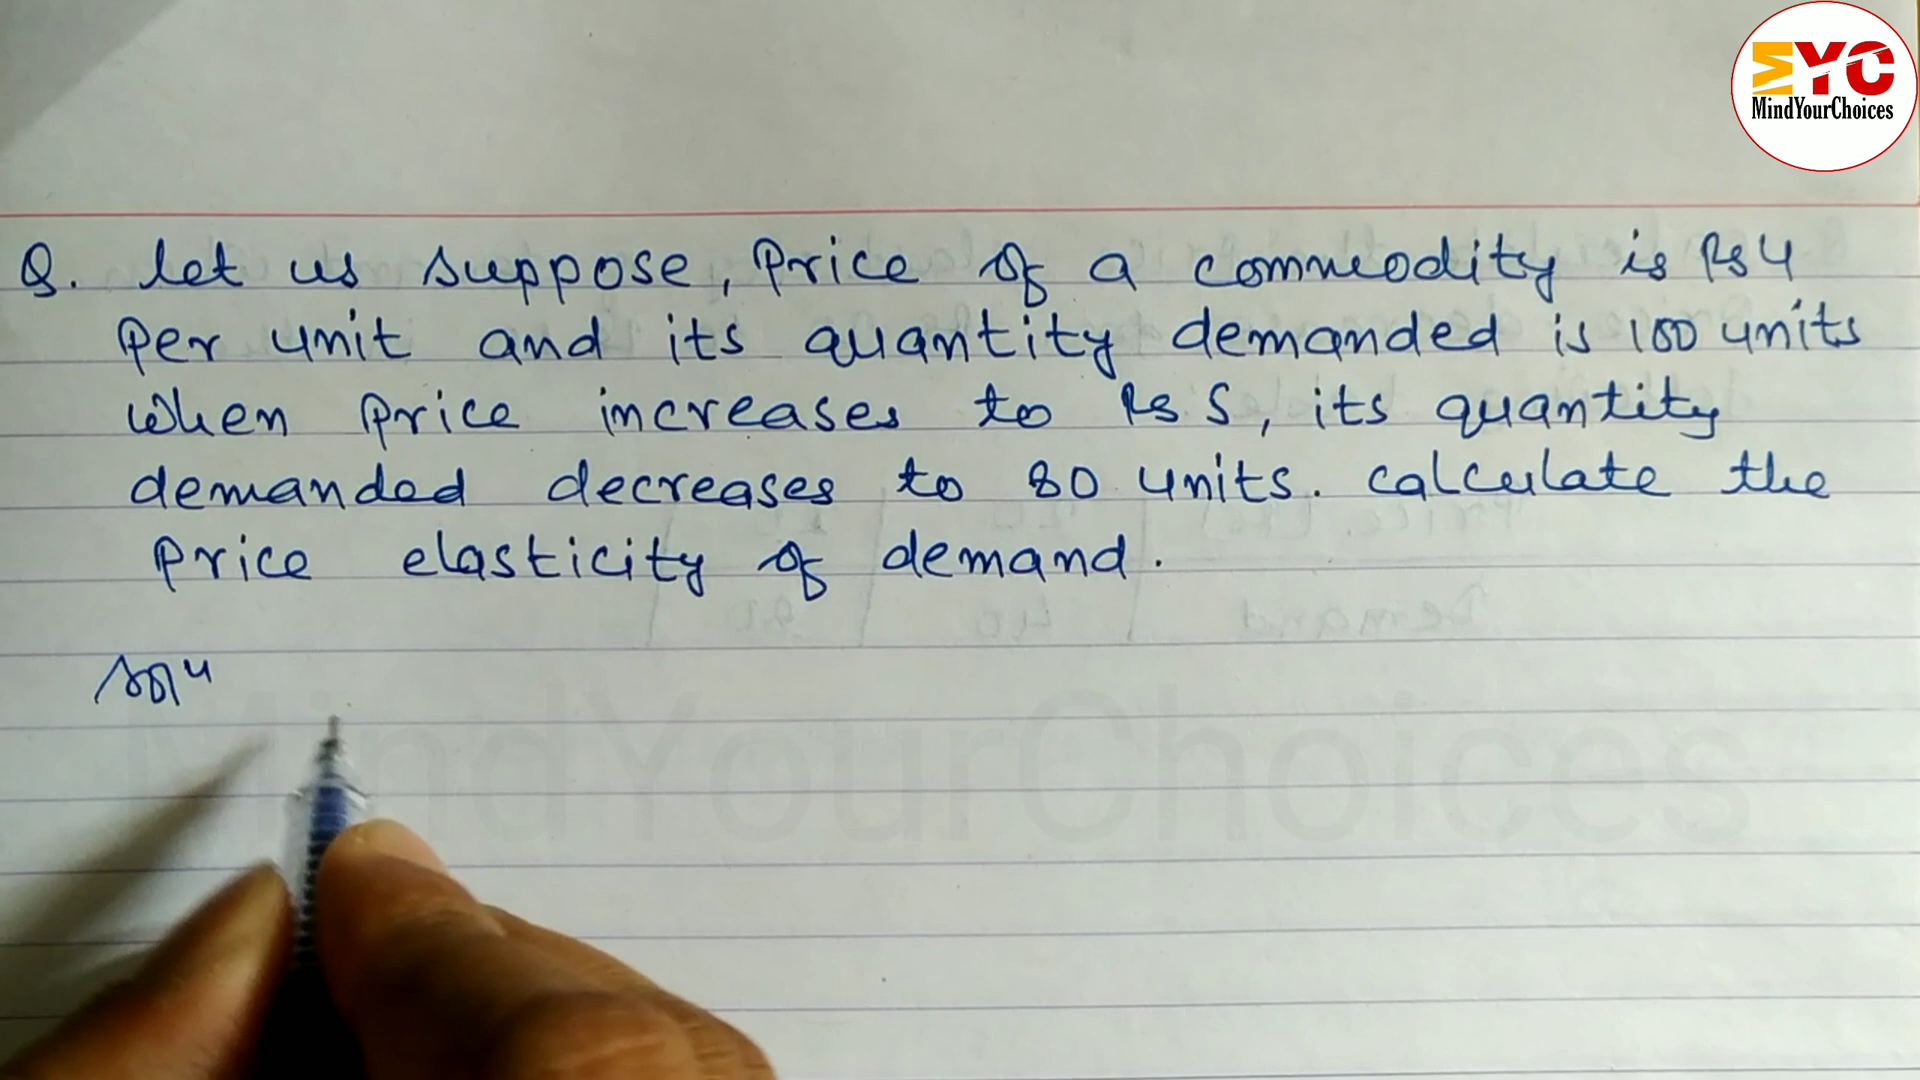 MYC
MindYourChoices
Q. let us suppose, Price of a commodity is Rs 4
Per unit and its quantity demanded is 100 units
When Price increases to Rs 5, its quantity
demanded decreases to 80 units. calculate the
Price elasticity of demand.
Solⁿ
MindYourChoices